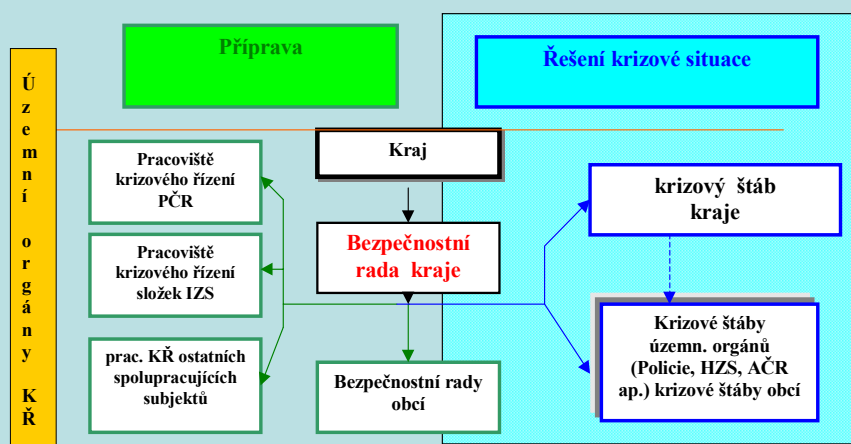 Příprava
Řešení krizové situace
Územní orgány KŘ
Kraj
Pracoviště
krizového řízení
PČR
krizový štáb
kraje
Bezpečnostní
rada kraje
Pracoviště
krizového řízení
složek IZS
Krizové štáby
územn. orgánů
(Policie, HZS, AČR
ap.) krizové štáby obcí
prac. KŘ ostatních
spolupracujících
subjektů
Bezpečnostní rady
obcí